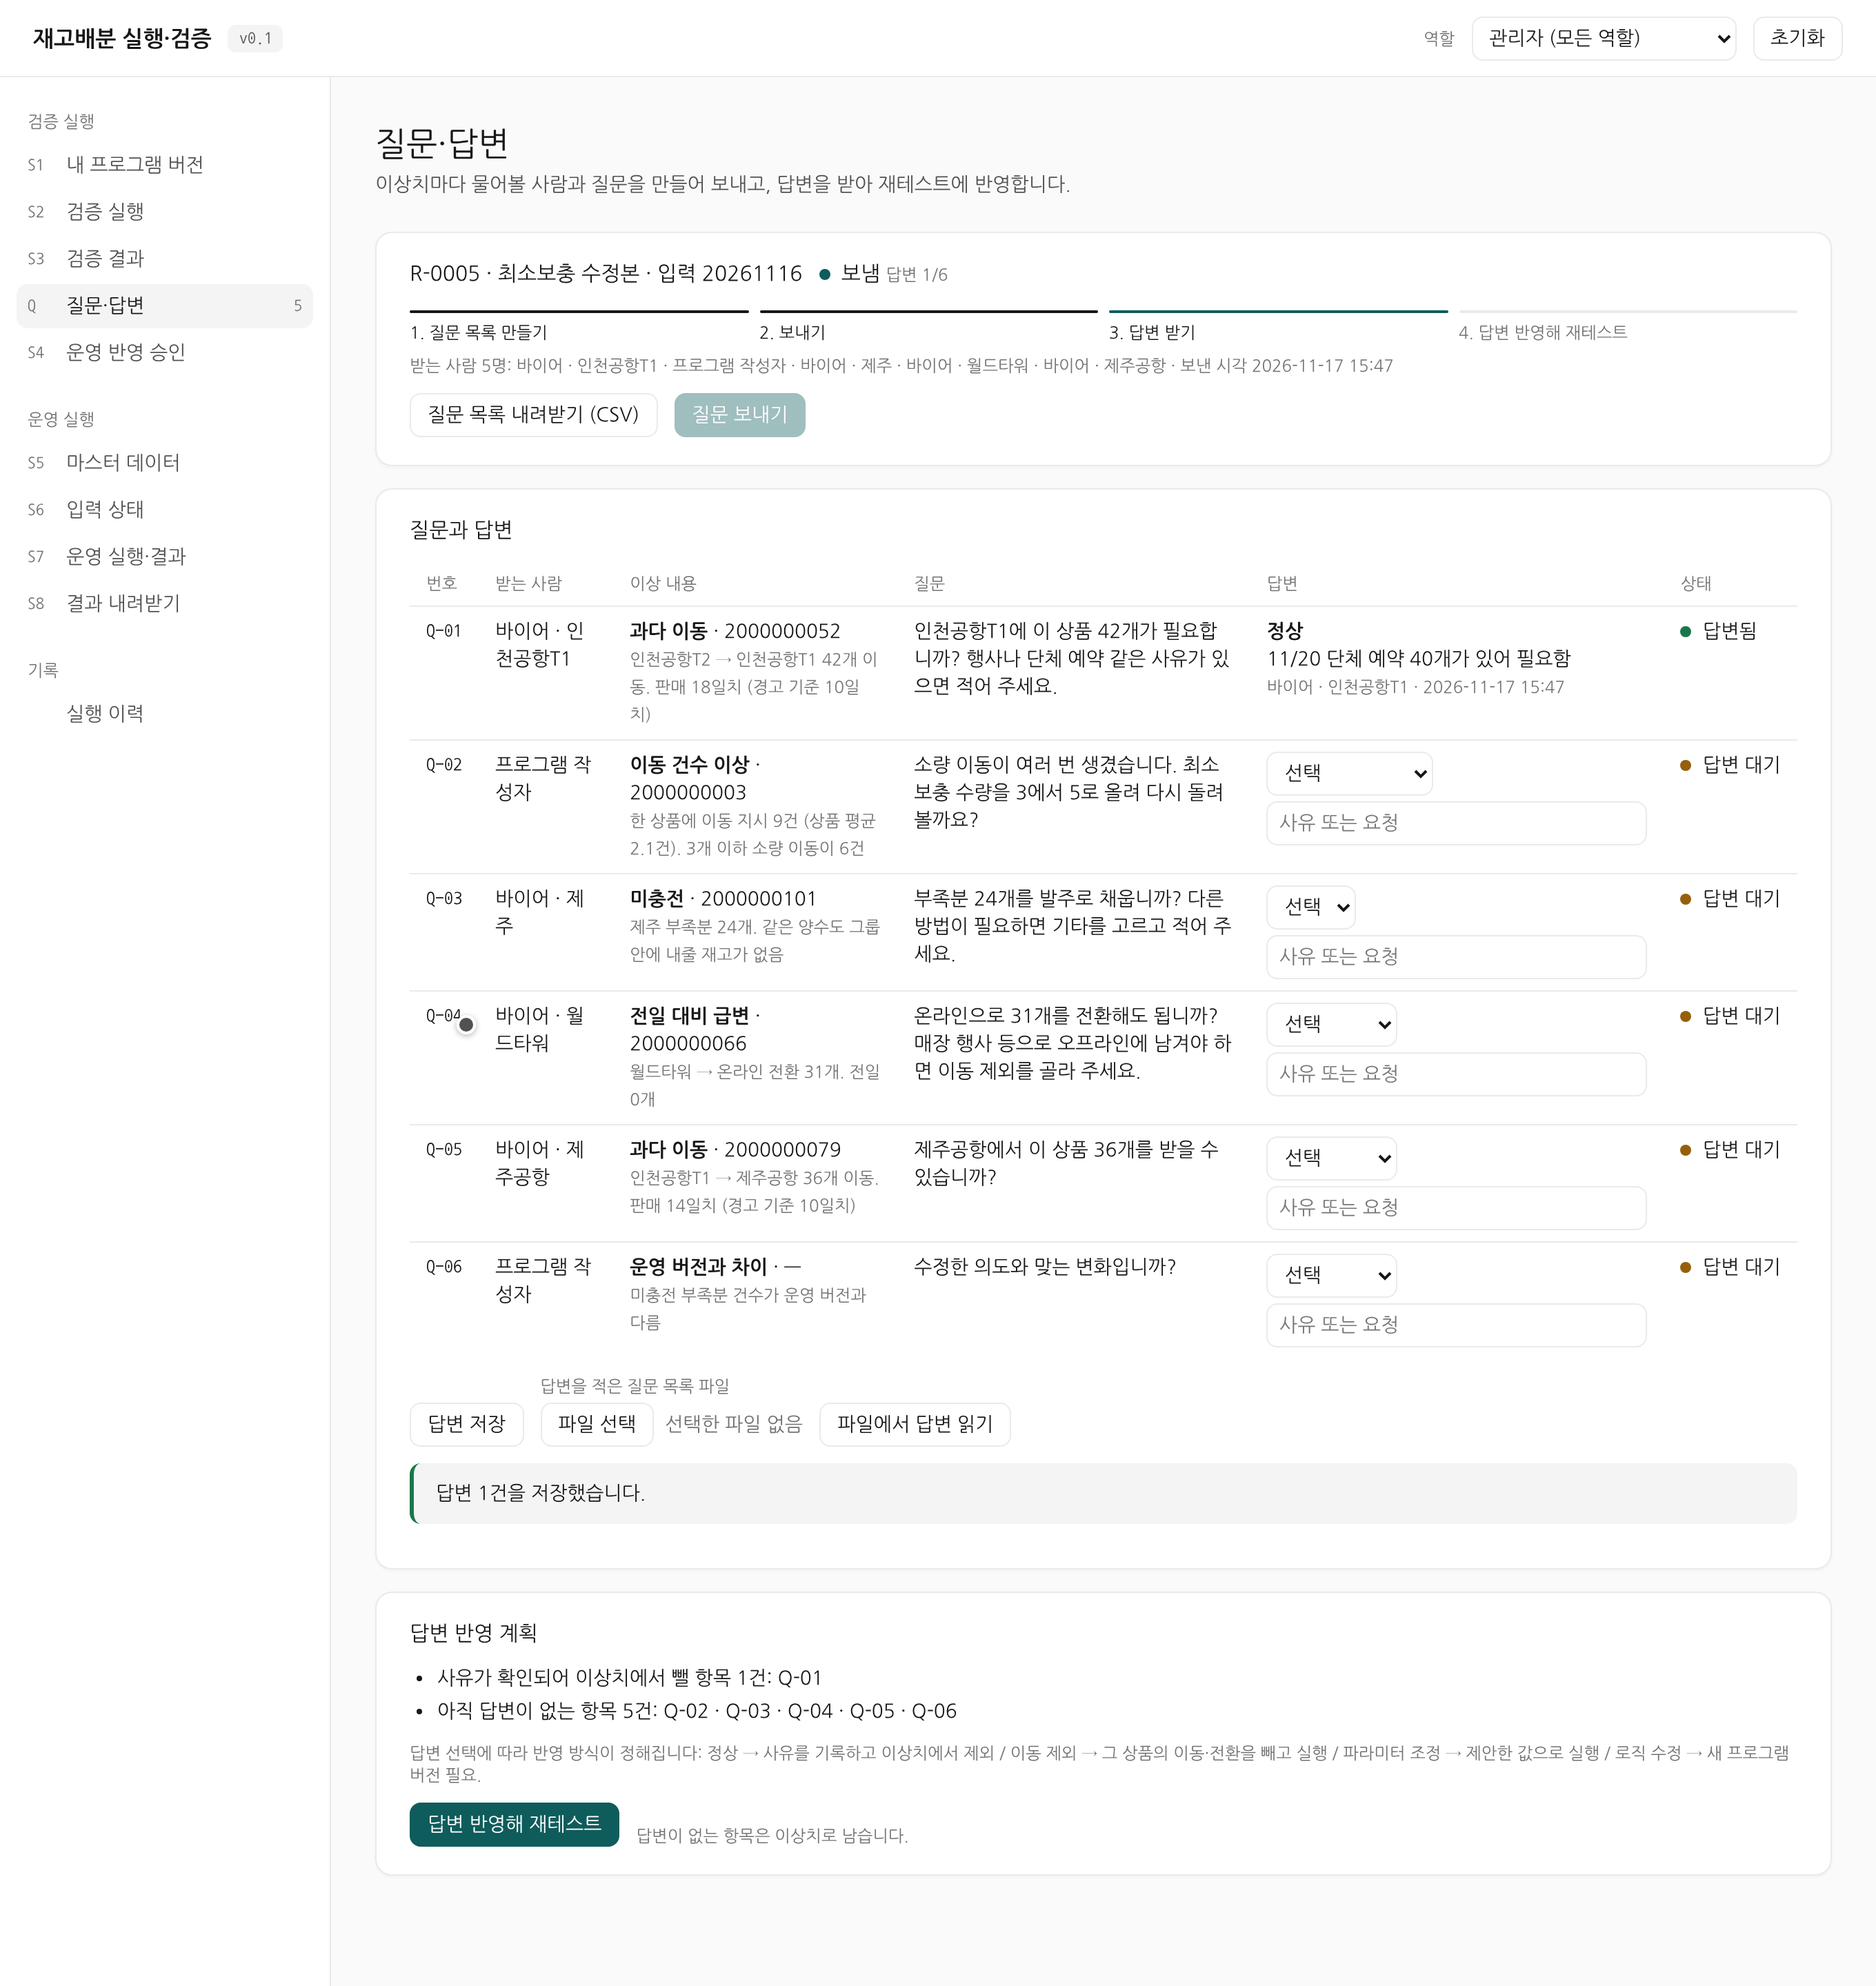 재고배분 실행·검증 v0.1 역할 관리자 (모든 역할) 초기화
검증 실행
S1 내 프로그램 버전
S2 검증 실행
S3 검증 결과
Q 질문·답변 5
S4 운영 반영 승인
운영 실행
S5 마스터 데이터
S6 입력 상태
S7 운영 실행·결과
S8 결과 내려받기
기록
실행 이력
질문·답변
이상치마다 물어볼 사람과 질문을 만들어 보내고, 답변을 받아 재테스트에 반영합니다.
R-0005 · 최소보충 수정본 · 입력 20261116 보냄 답변 1/6
1. 질문 목록 만들기
2. 보내기
3. 답변 받기
4. 답변 반영해 재테스트
받는 사람 5명: 바이어 · 인천공항T1 · 프로그램 작성자 · 바이어 · 제주 · 바이어 · 월드타워 · 바이어 · 제주공항 · 보낸 시각 2026-11-17 15:47
질문 목록 내려받기 (CSV)
질문 보내기
질문과 답변
번호 받는 사람 이상 내용 질문 답변 상태
Q-01
바이어 · 인
천공항T1
과다 이동 · 2000000052
인천공항T2 → 인천공항T1 42개 이
동. 판매 18일치 (경고 기준 10일
치)
인천공항T1에 이 상품 42개가 필요합
니까? 행사나 단체 예약 같은 사유가 있
으면 적어 주세요.
정상
11/20 단체 예약 40개가 있어 필요함
바이어 · 인천공항T1 · 2026-11-17 15:47
답변됨
Q-02
프로그램 작
성자
이동 건수 이상 ·
2000000003
한 상품에 이동 지시 9건 (상품 평균
2.1건). 3개 이하 소량 이동이 6건
소량 이동이 여러 번 생겼습니다. 최소
보충 수량을 3에서 5로 올려 다시 돌려
볼까요?
선택
사유 또는 요청
답변 대기
Q-03
바이어 · 제
주
미충전 · 2000000101
제주 부족분 24개. 같은 양수도 그룹
안에 내줄 재고가 없음
부족분 24개를 발주로 채웁니까? 다른
방법이 필요하면 기타를 고르고 적어 주
세요.
선택
사유 또는 요청
답변 대기
Q-04
바이어 · 월
드타워
전일 대비 급변 ·
2000000066
월드타워 → 온라인 전환 31개. 전일
0개
온라인으로 31개를 전환해도 됩니까?
매장 행사 등으로 오프라인에 남겨야 하
면 이동 제외를 골라 주세요.
선택
사유 또는 요청
답변 대기
Q-05
바이어 · 제
주공항
과다 이동 · 2000000079
인천공항T1 → 제주공항 36개 이동.
판매 14일치 (경고 기준 10일치)
제주공항에서 이 상품 36개를 받을 수
있습니까?
선택
사유 또는 요청
답변 대기
Q-06
프로그램 작
성자
운영 버전과 차이 · —
미충전 부족분 건수가 운영 버전과
다름
수정한 의도와 맞는 변화입니까?
선택
사유 또는 요청
답변 대기
답변을 적은 질문 목록 파일
답변 저장 파일 선택 선택한 파일 없음 파일에서 답변 읽기
답변 1건을 저장했습니다.
답변 반영 계획
• 사유가 확인되어 이상치에서 뺄 항목 1건: Q-01
• 아직 답변이 없는 항목 5건: Q-02 · Q-03 · Q-04 · Q-05 · Q-06
답변 선택에 따라 반영 방식이 정해집니다: 정상 → 사유를 기록하고 이상치에서 제외 / 이동 제외 → 그 상품의 이동·전환을 빼고 실행 / 파라미터 조정 → 제안한 값으로 실행 / 로직 수정 → 새 프로그램
버전 필요.
답변 반영해 재테스트 답변이 없는 항목은 이상치로 남습니다.